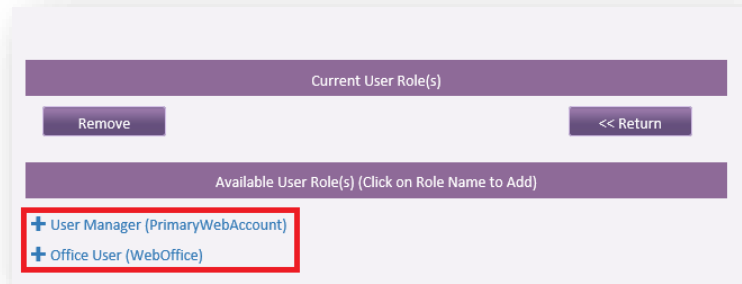 Current User Role(s)
Remove
<< Return
Available User Role(s) (Click on Role Name to Add)
User Manager (PrimaryWebAccount)
Office User (WebOffice)